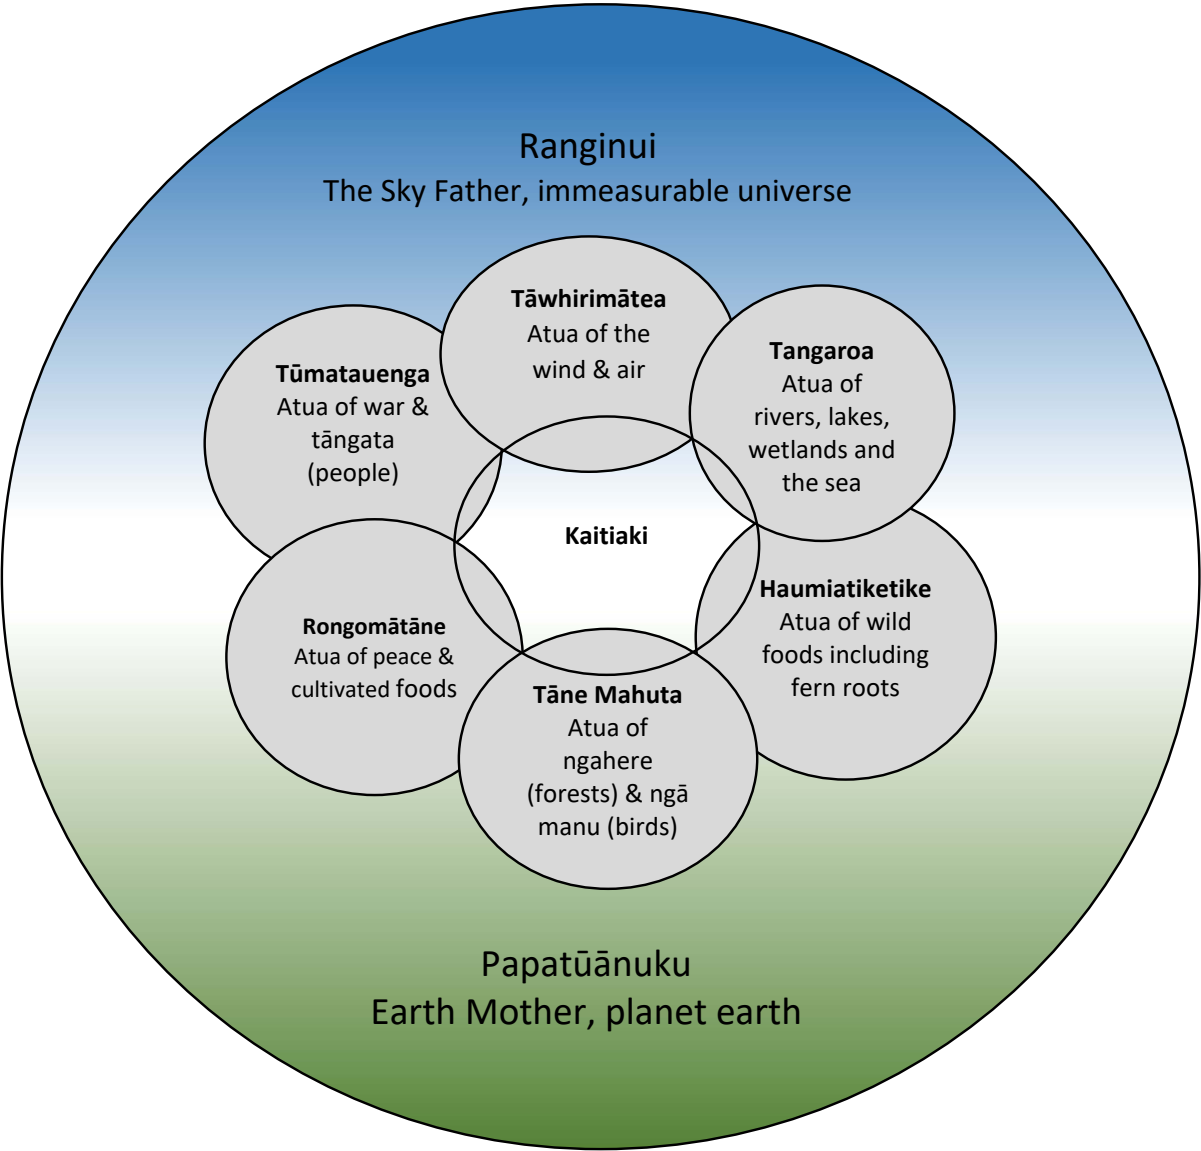 Ranginui
The Sky Father, immeasurable universe
Tāwhirimātea
Atua of the
wind & air
Tangaroa
Atua of
rivers, lakes,
wetlands and
the sea
Tūmatauenga
Atua of war &
tāngata
(people)
Kaitiaki
Haumiatiketike
Atua of wild
foods including
fern roots
Rongomātāne
Atua of peace &
cultivated foods
Tāne Mahuta
Atua of
ngahere
(forests) & ngā
manu (birds)
Papatūānuku
Earth Mother, planet earth